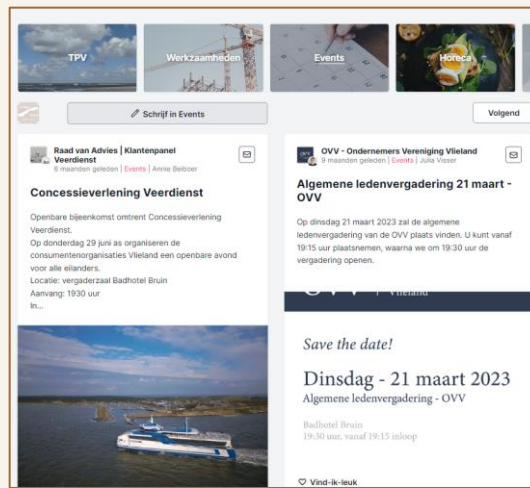 TPV
Werkzaamheden
Events
Horeca
Schrijf in Events
Volgend
Raad van Advies | Klantenpanel
Veerdienst
6 maanden geleden | Events | Annie Beiboer
Concessieverlening Veerdienst
Openbare bijeenkomst omtrent Concessieverlening
Veerdienst.
Op donderdag 29 juni as organiseren de
consumentenorganisaties Vlieland een openbare avond
voor alle eilanders.
Locatie: vergaderzaal Badhotel Bruin
Aanvang: 1930 uur
In...
OVV - Ondernemers Vereniging Vlieland
9 maanden geleden | Events | Julia Visser
Algemene ledenvergadering 21 maart -
OVV
Op dinsdag 21 maart 2023 zal de algemene
ledenvergadering van de OVV plaats vinden. U kunt vanaf
19:15 uur plaatsnemen, waarna we om 19:30 uur de
vergadering openen.
OVV | Vlieland
Save the date!
Dinsdag - 21 maart 2023
Algemene ledenvergadering - OVV
Badhotel Bruin
19:30 uur, vanaf 19:15 inloop
Vind-ik-leuk